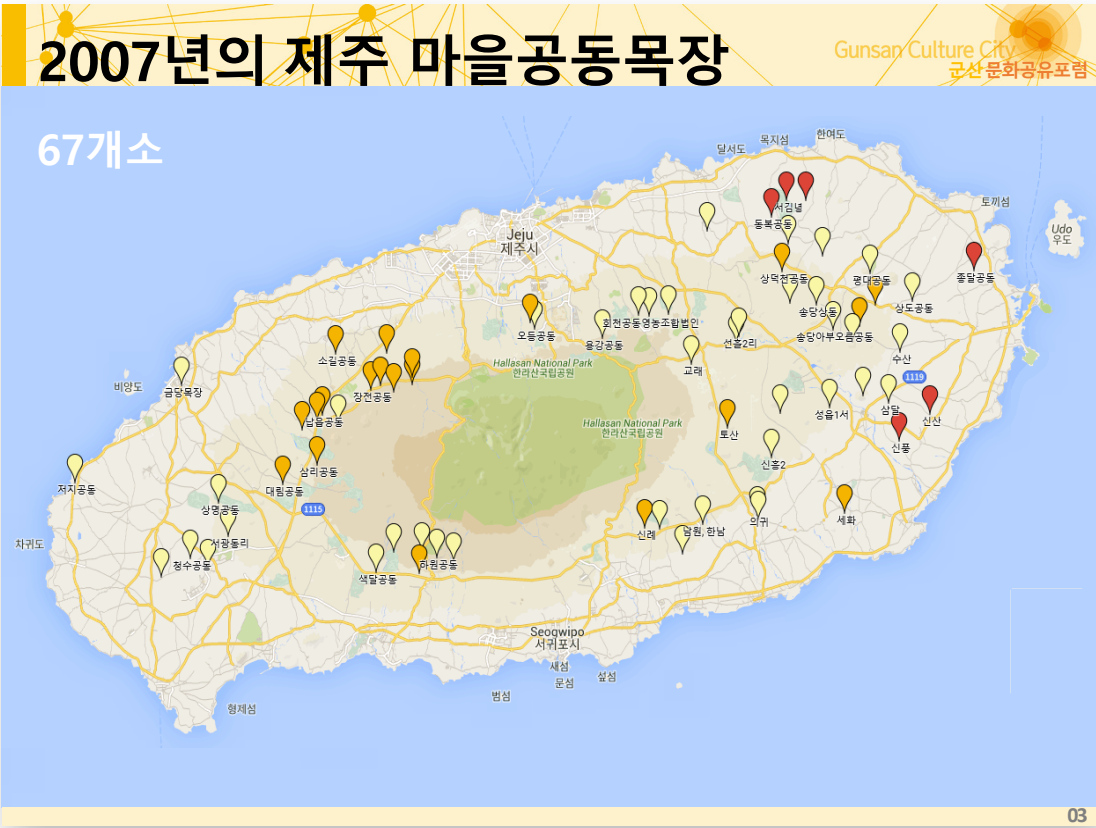 2007년의 제주 마을공동목장
Gunsan Culture City
군산문화공유포럼
67개소
한여도
목지섬
달서도
토끼섬
서김녕
동복공동
Udo
우도
Jeju
제주시
상덕천공동
평대공동
종달공동
송당상동
상도공동
회천공동영농조합법인
오등공동
송당아부오름공동
용강공동
선흘2리
소길공동
수산
Hallasan National Park
한라산국립공원
교래
1119
비양도
금당목장
장전공동
삼달
성읍1서
신산
납읍공동
Hallasan National Park
한라산국립공원
토산
신풍
신흥2
삼리공동
저지공동
대림공동
상명공동
1115
세화
의귀
남원, 한남
신례
차귀도
서광동리
청수공동
하원공동
색달공동
Seogwipo
서귀포시
새섬
섶섬
문섬
범섬
형제섬
03